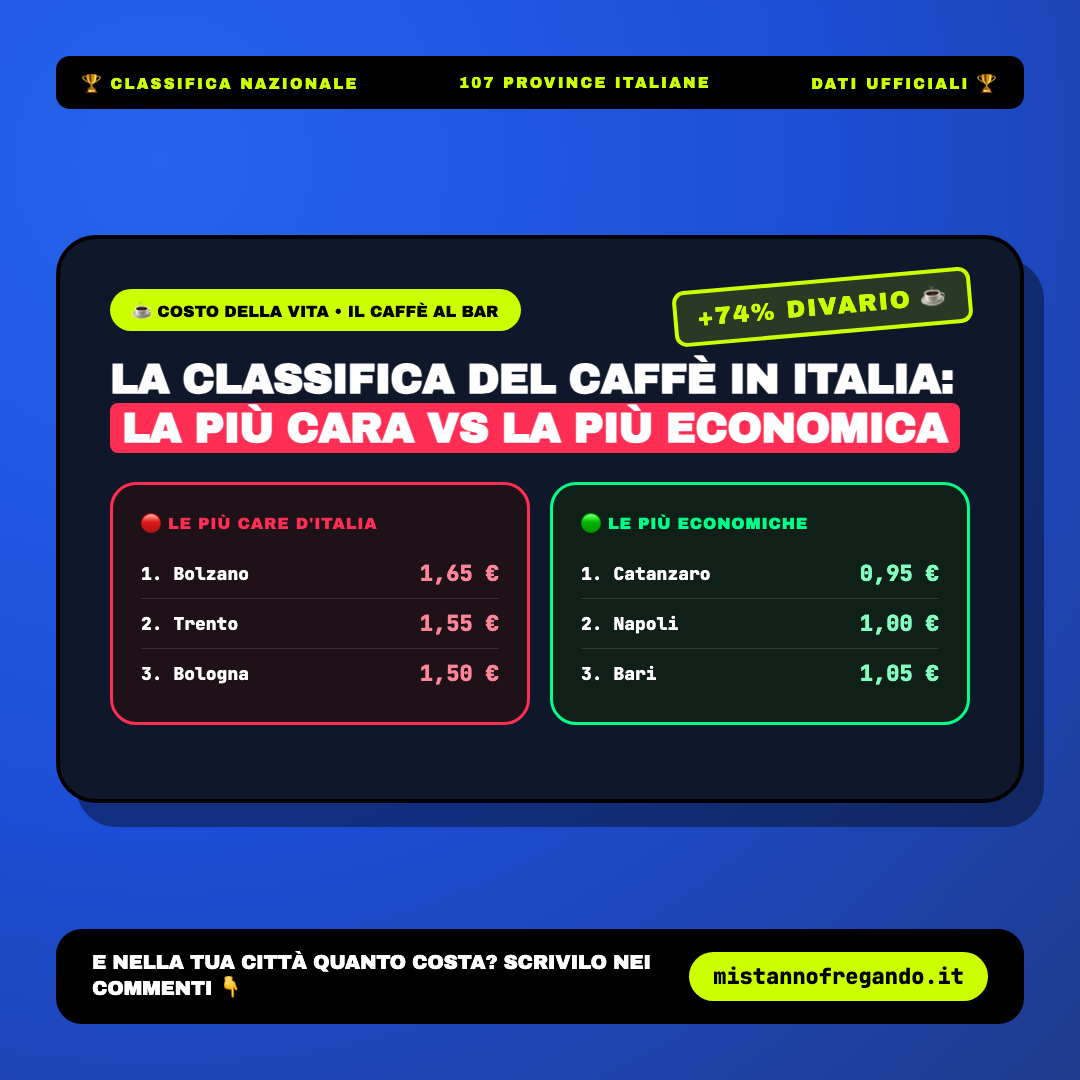 🏆 CLASSIFICA NAZIONALE
107 PROVINCE ITALIANE
DATI UFFICIALI 🏆
☕ COSTO DELLA VITA • IL CAFFÈ AL BAR
+74% DIVARIO ☕
LA CLASSIFICA DEL CAFFÈ IN ITALIA:
LA PIÙ CARA VS LA PIÙ ECONOMICA
🔴 LE PIÙ CARE D'ITALIA
1. Bolzano 1,65 €
2. Trento 1,55 €
3. Bologna 1,50 €
🟢 LE PIÙ ECONOMICHE
1. Catanzaro 0,95 €
2. Napoli 1,00 €
3. Bari 1,05 €
E NELLA TUA CITTÀ QUANTO COSTA? SCRIVILO NEI
COMMENTI 👇
mistannofregando.it